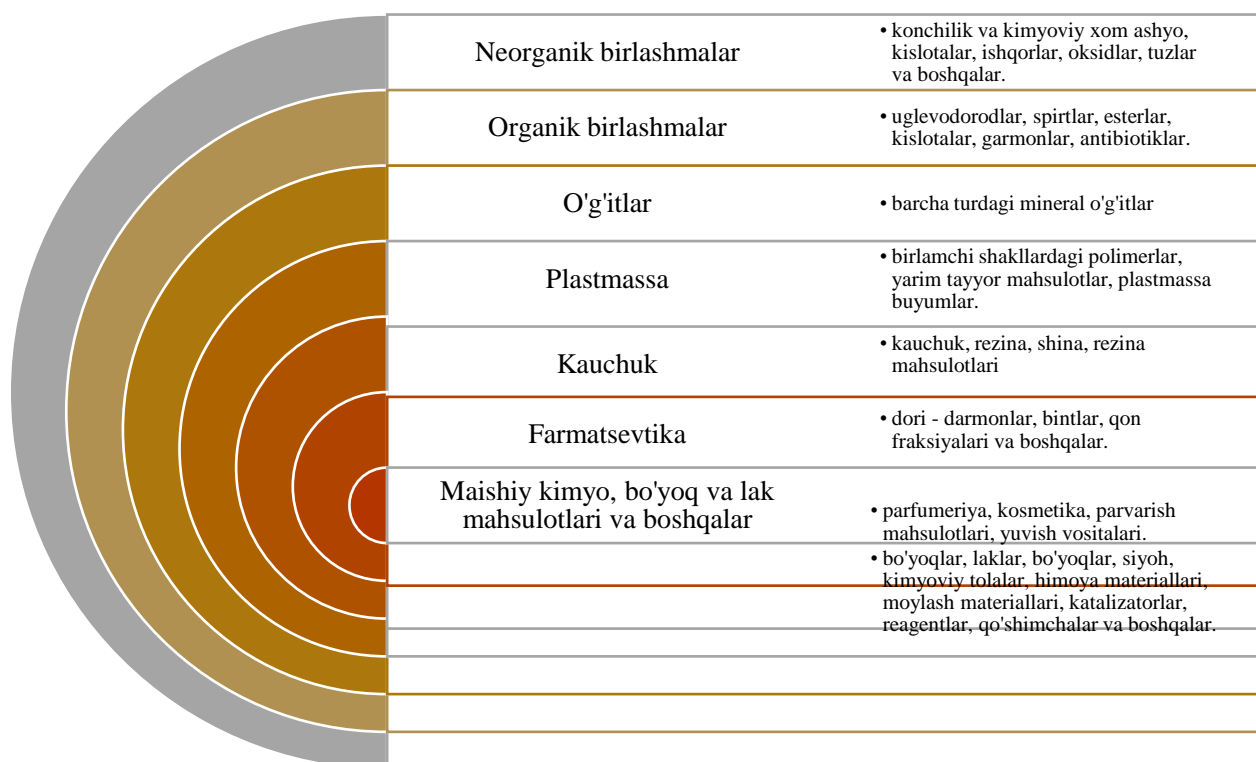 Neorganik birlashmalar
• konchilik va kimyoviy xom ashyo,
kislotalar, ishqorlar, oksidlar, tuzlar
va boshqalar.
Organik birlashmalar
• uglevodorodlar, spirtlar, esterlar,
kislotalar, garmonlar, antibiotiklar.
O'g'itlar
• barcha turdagi mineral o'g'itlar
Plastmassa
• birlamchi shakllardagi polimerlar,
yarim tayyor mahsulotlar, plastmassa
buyumlar.
Kauchuk
• kauchuk, rezina, shina, rezina
mahsulotlari
Farmatsevtika
• dori - darmonlar, bintlar, qon
fraksiyalari va boshqalar.
Maishiy kimyo, bo'yoq va lak
mahsulotlari va boshqalar
• parfumeriya, kosmetika, parvarish
mahsulotlari, yuvish vositalari.
• bo'yoqlar, laklar, bo'yoqlar, siyoh,
kimyoviy tolalar, himoya materiallari,
moylash materiallari, katalizatorlar,
reagentlar, qo'shimchalar va boshqalar.